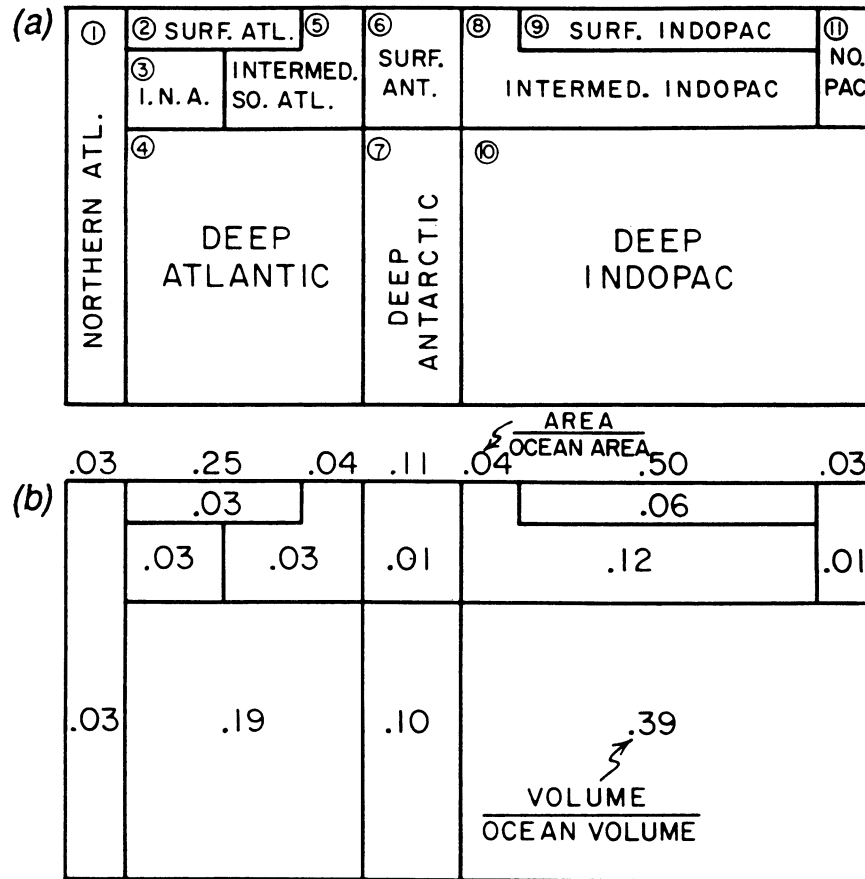 (a)
① ② SURF. ATL. ⑤ ⑥ ⑧ ⑨ SURF. INDOPAC ⑪
③ I.N.A.
INTERMED.
SO. ATL.
SURF.
ANT.
INTERMED. INDOPAC
NO.
PAC
NORTHERN ATL.
④
DEEP
ATLANTIC
⑦
DEEP
ANTARCTIC
⑩
DEEP
INDOPAC
AREA
OCEAN AREA
.03 .25 .04 .11 .04 .50 .03
(b)
.03 .06
.03 .03 .01 .12 .01
.03 .19 .10 .39
VOLUME
OCEAN VOLUME